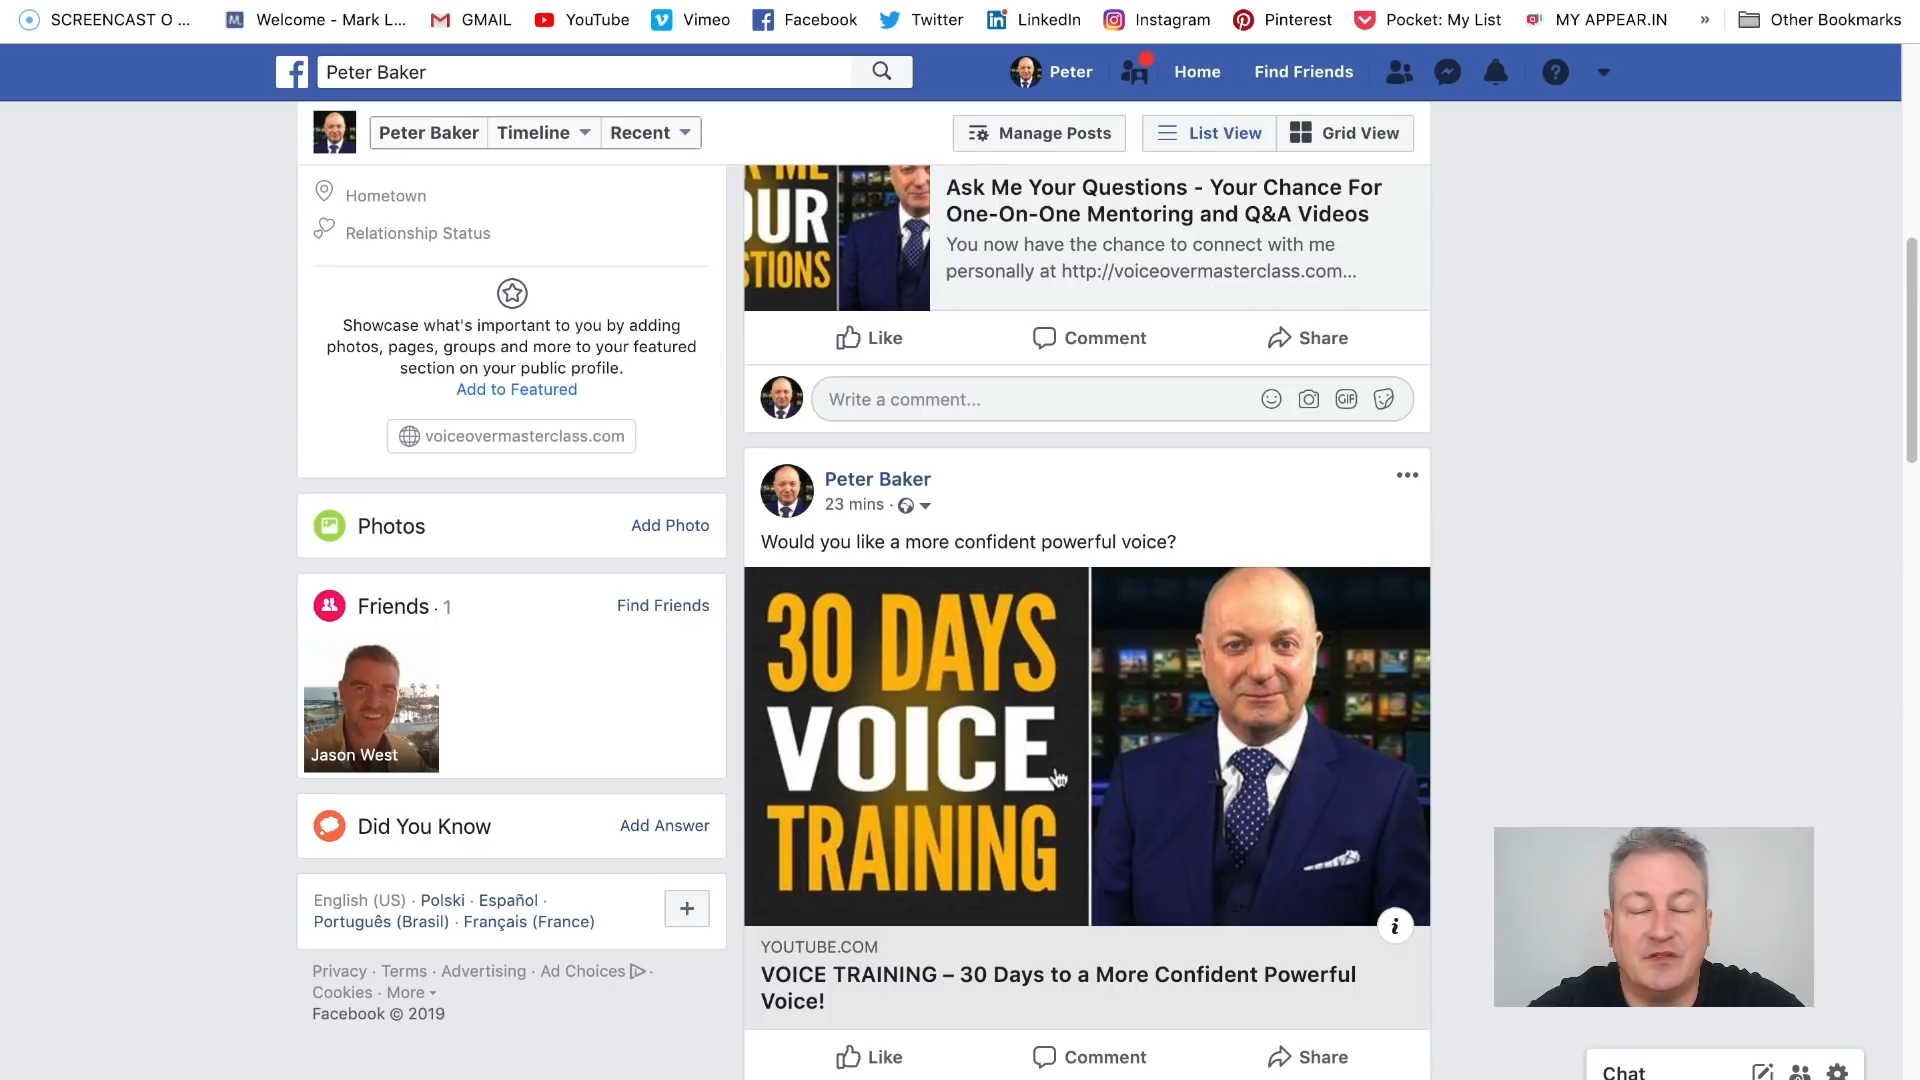 SCREENCAST O ...
Welcome - Mark L...
GMAIL
YouTube
Vimeo
Facebook
Twitter
LinkedIn
Instagram
Pinterest
Pocket: My List
MY APPEAR.IN
»
Other Bookmarks
Peter Baker
Peter
Home
Find Friends
Peter Baker
Timeline
Recent
Manage Posts
List View
Grid View
Hometown
Relationship Status
Showcase what's important to you by adding
photos, pages, groups and more to your featured
section on your public profile.
Add to Featured
voiceovermasterclass.com
Photos
Add Photo
Friends · 1
Find Friends
Jason West
Did You Know
Add Answer
English (US) · Polski · Español ·
Português (Brasil) · Français (France)
+
Privacy · Terms · Advertising · Ad Choices ·
Cookies · More
Facebook © 2019
OUR
STIONS
Ask Me Your Questions - Your Chance For
One-On-One Mentoring and Q&A Videos
You now have the chance to connect with me
personally at http://voiceovermasterclass.com...
Like
Comment
Share
Write a comment...
GIF
Peter Baker
23 mins ·
Would you like a more confident powerful voice?
30 DAYS
VOICE
TRAINING
YOUTUBE.COM
VOICE TRAINING – 30 Days to a More Confident Powerful
Voice!
Like
Comment
Share
Chat